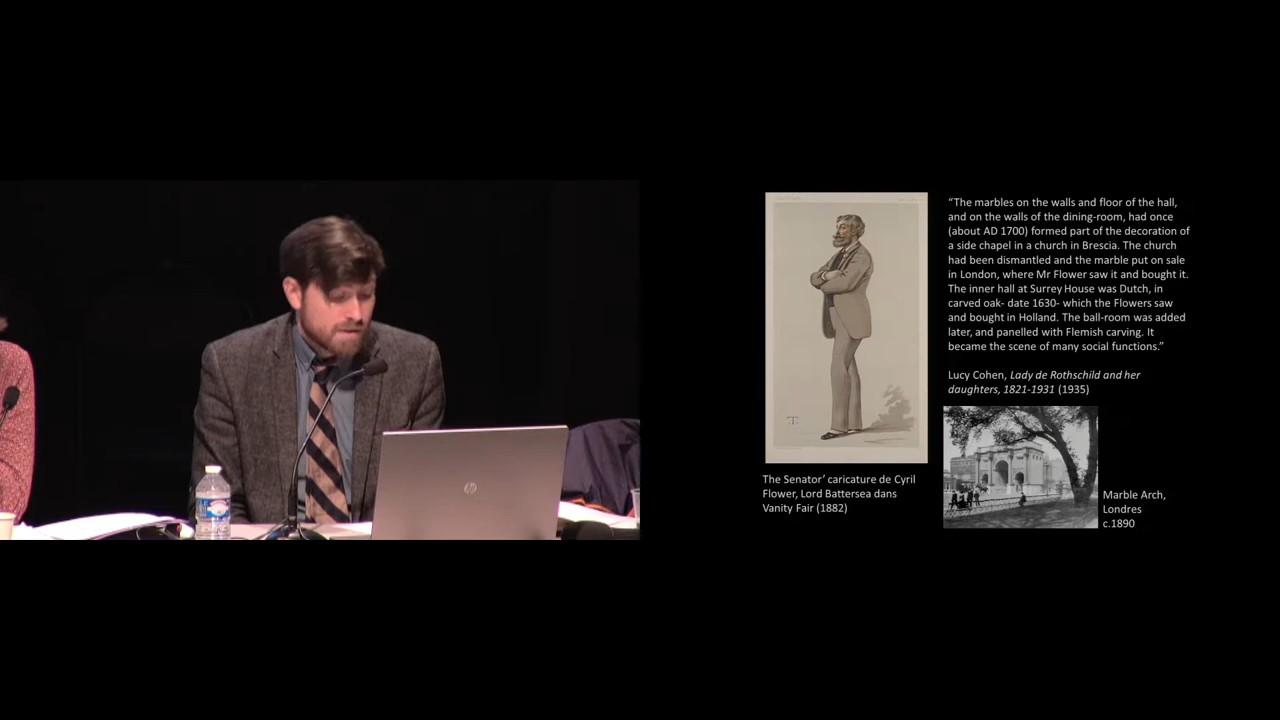 “The marbles on the walls and floor of the hall,
and on the walls of the dining-room, had once
(about AD 1700) formed part of the decoration of
a side chapel in a church in Brescia. The church
had been dismantled and the marble put on sale
in London, where Mr Flower saw it and bought it.
The inner hall at Surrey House was Dutch, in
carved oak- date 1630- which the Flowers saw
and bought in Holland. The ball-room was added
later, and panelled with Flemish carving. It
became the scene of many social functions.”
Lucy Cohen, Lady de Rothschild and her
daughters, 1821-1931 (1935)
The Senator’ caricature de Cyril
Flower, Lord Battersea dans
Vanity Fair (1882)
Marble Arch,
Londres
c.1890
hp